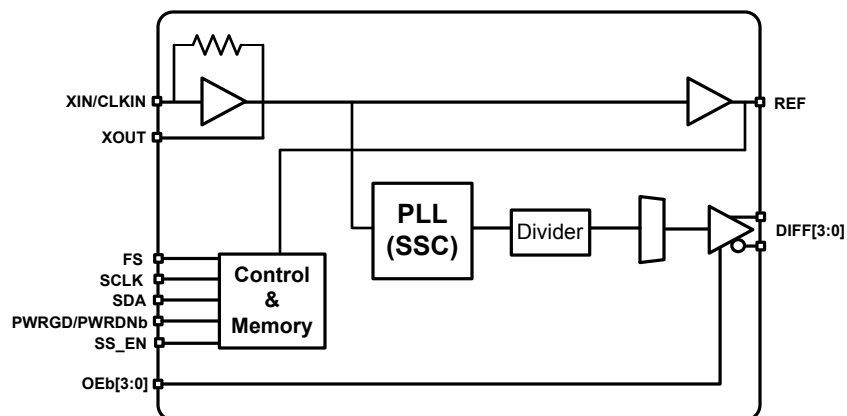 XIN/CLKIN
XOUT
REF
PLL
(SSC)
Divider
DIFF[3:0]
FS
SCLK
SDA
PWRGD/PWRDNb
SS_EN
Control
&
Memory
OEb[3:0]